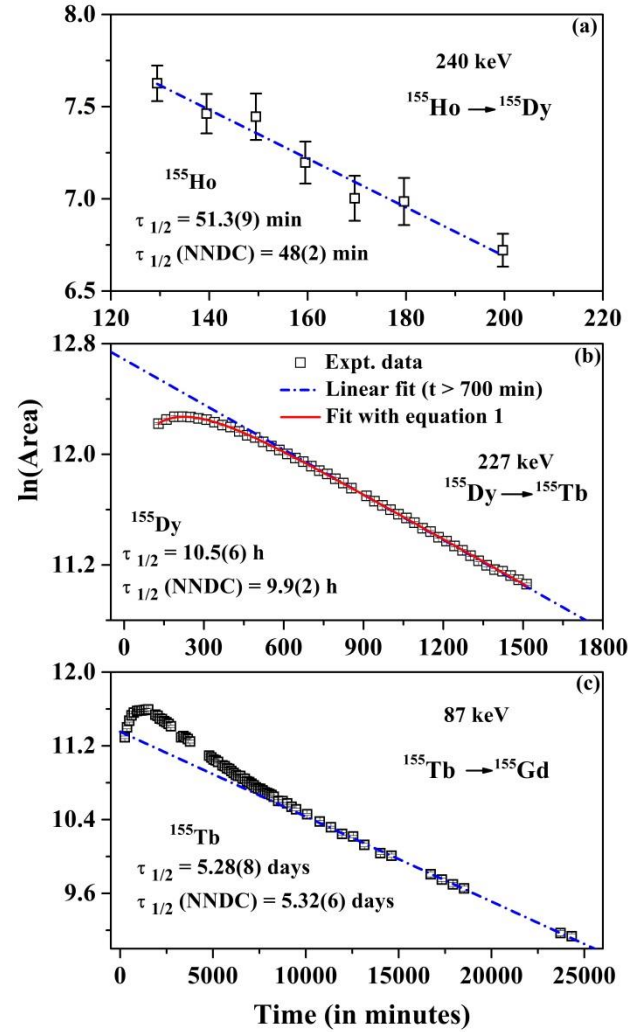 8.0
(a)
240 keV
¹⁵⁵Ho → ¹⁵⁵Dy
7.5
7.0
¹⁵⁵Ho
τ 1/2 = 51.3(9) min
τ 1/2 (NNDC) = 48(2) min
6.5
120 140 160 180 200 220
12.8
(b)
Expt. data
Linear fit (t > 700 min)
Fit with equation 1
227 keV
¹⁵⁵Dy → ¹⁵⁵Tb
12.0
ln(Area)
¹⁵⁵Dy
τ 1/2 = 10.5(6) h
τ 1/2 (NNDC) = 9.9(2) h
11.2
0 300 600 900 1200 1500 1800
12.0
(c)
87 keV
¹⁵⁵Tb → ¹⁵⁵Gd
11.2
10.4
¹⁵⁵Tb
τ 1/2 = 5.28(8) days
τ 1/2 (NNDC) = 5.32(6) days
9.6
0 5000 10000 15000 20000 25000
Time (in minutes)